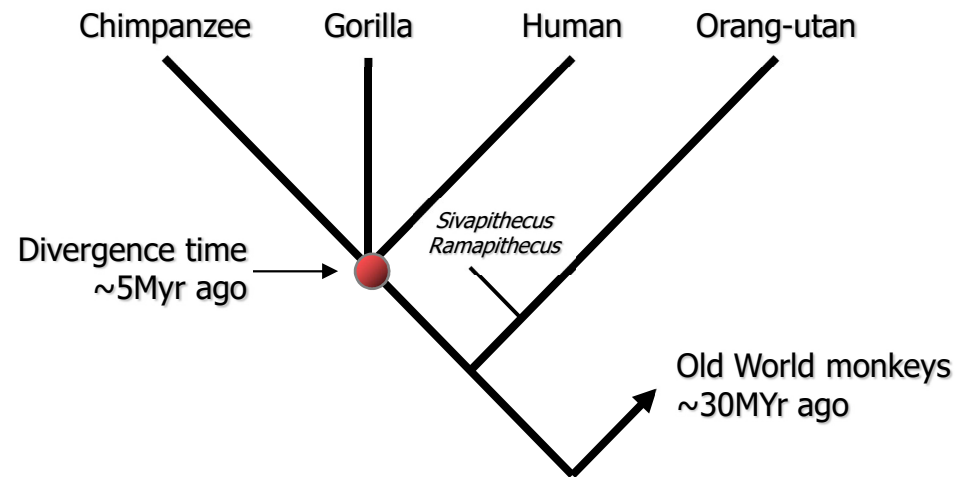 Chimpanzee
Gorilla
Human
Orang-utan
Sivapithecus
Ramapithecus
Divergence time
~5Myr ago
Old World monkeys
~30MYr ago